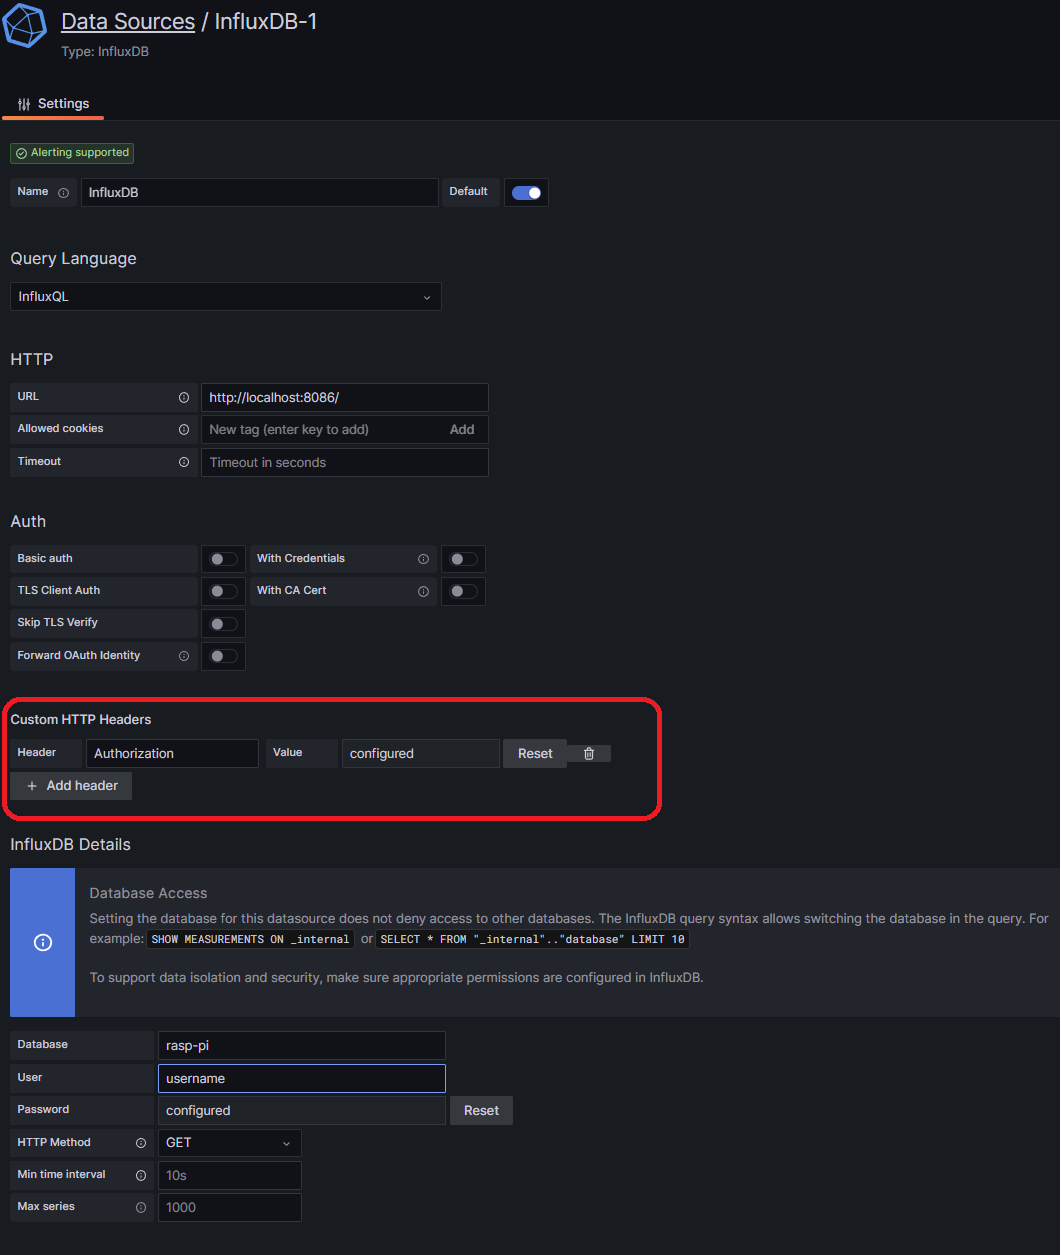 Data Sources / InfluxDB-1
Type: InfluxDB
Settings
Alerting supported
Name InfluxDB Default
Query Language
InfluxQL
HTTP
URL http://localhost:8086/
Allowed cookies New tag (enter key to add) Add
Timeout Timeout in seconds
Auth
Basic auth With Credentials
TLS Client Auth With CA Cert
Skip TLS Verify
Forward OAuth Identity
Custom HTTP Headers
Header Authorization Value configured Reset
+ Add header
InfluxDB Details
Database Access
Setting the database for this datasource does not deny access to other databases. The InfluxDB query syntax allows switching the database in the query. For
example: SHOW MEASUREMENTS ON _internal or SELECT * FROM "_internal".."database" LIMIT 10
To support data isolation and security, make sure appropriate permissions are configured in InfluxDB.
Database rasp-pi
User username
Password configured Reset
HTTP Method GET
Min time interval 10s
Max series 1000